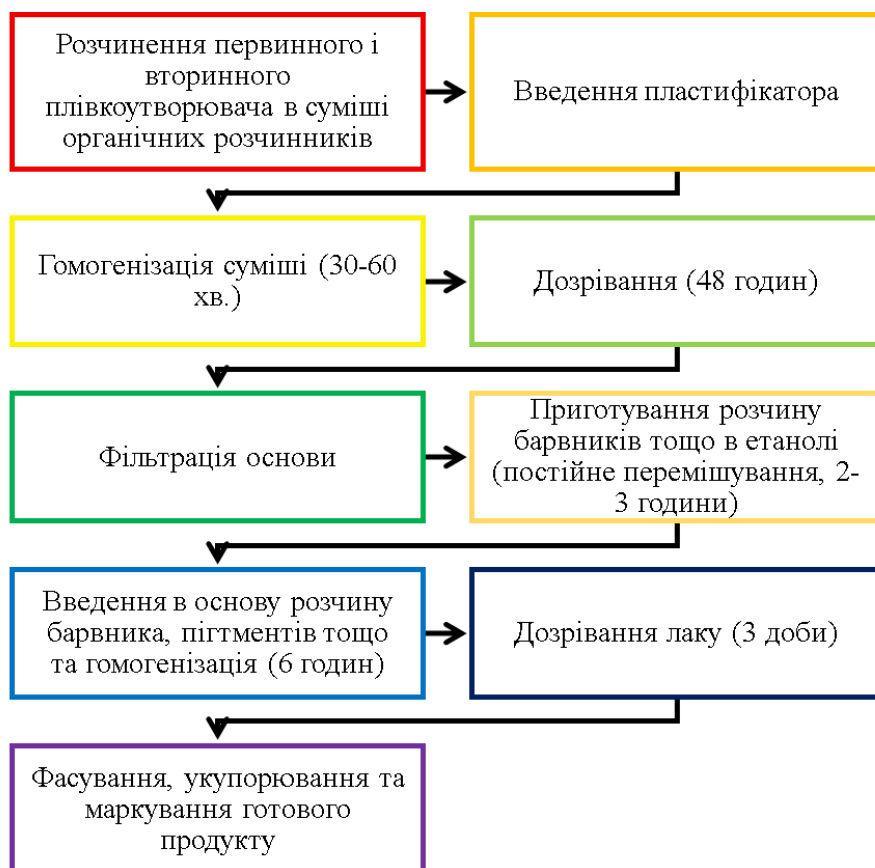 Розчинення первинного і
вторинного
плівкоутворювача в суміші
органічних розчинників
Введення пластифікатора
Гомогенізація суміші (30-60
хв.)
Дозрівання (48 годин)
Фільтрація основи
Приготування розчину
барвників тощо в етанолі
(постійне перемішування, 2-
3 години)
Введення в основу розчину
барвника, пігтментів тощо
та гомогенізація (6 годин)
Дозрівання лаку (3 доби)
Фасування, укупорювання та
маркування готового
продукту